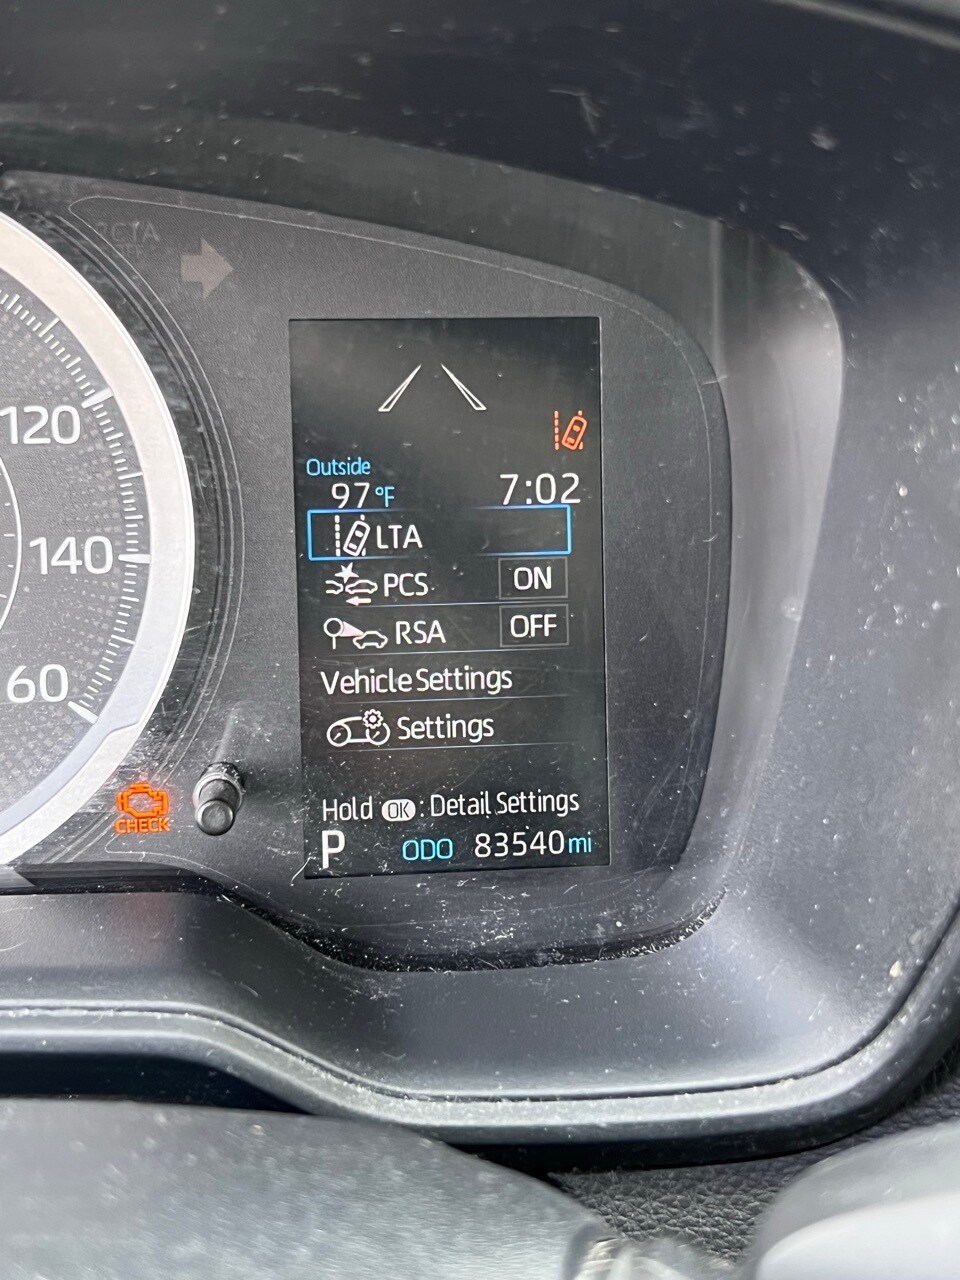 RCTA
120
140
60
Outside
97 °F 7:02
LTA
PCS ON
RSA OFF
Vehicle Settings
Settings
Hold OK : Detail Settings
P ODO 83540 mi
CHECK